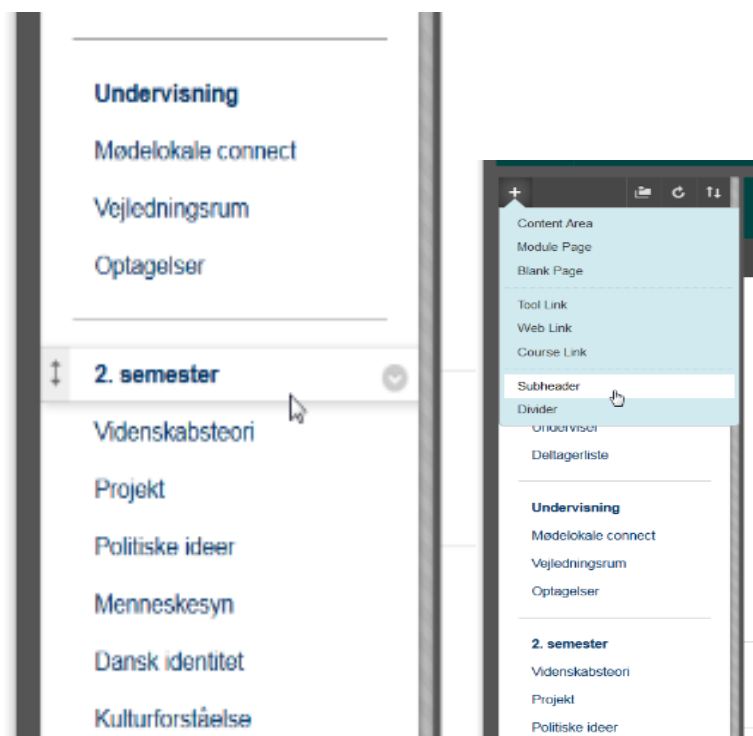 Undervisning
Mødelokale connect
Vejledningsrum
Optagelser
2. semester
Videnskabsteori
Projekt
Politiske ideer
Menneskesyn
Dansk identitet
Kulturforståelse
Content Area
Module Page
Blank Page
Tool Link
Web Link
Course Link
Subheader
Divider
Underviser
Deltagerliste
Undervisning
Mødelokale connect
Vejledningsrum
Optagelser
2. semester
Videnskabsteori
Projekt
Politiske ideer